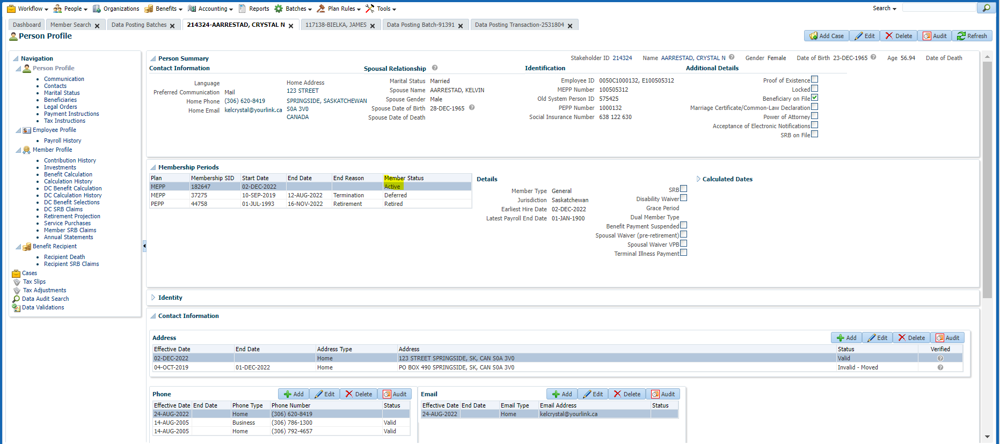 Workflow People Organizations Benefits Accounting Reports Batches Plan Rules Tools Search
Dashboard Member Search Data Posting Batches 214324-AARRESTAD, CRYSTAL N 117138-BIELKA, JAMES Data Posting Batch-91391 Data Posting Transaction-2531804
Person Profile Add Case Edit Delete Audit Refresh
Navigation
Person Profile
Communication
Contacts
Marital Status
Beneficiaries
Legal Orders
Payment Instructions
Tax Instructions
Employee Profile
Payroll History
Member Profile
Contribution History
Investments
Benefit Calculation
Calculation History
DC Benefit Calculation
DC Calculation History
DC Benefit Selections
DC SRB Claims
Retirement Projection
Service Purchases
Member SRB Claims
Annual Statements
Benefit Recipient
Recipient Death
Recipient SRB Claims
Cases
Tax Slips
Tax Adjustments
Data Audit Search
Data Validations
Person Summary Stakeholder ID 214324 Name AARRESTAD, CRYSTAL N Gender Female Date of Birth 23-DEC-1965 Age 56.94 Date of Death
Contact Information
Language
Preferred Communication Mail
Home Phone (306) 620-8419
Home Email kelcrystal@yourlink.ca
Home Address
123 STREET
SPRINGSIDE, SASKATCHEWAN
S0A 3V0
CANADA
Spousal Relationship
Marital Status Married
Spouse Name AARRESTAD, KELVIN
Spouse Gender Male
Spouse Date of Birth 28-DEC-1965
Spouse Date of Death
Identification
Employee ID 0050C1000132, E100505312
MEPP Number 100505312
Old System Person ID 575425
PEPP Number 1000132
Social Insurance Number 638 122 630
Additional Details
Proof of Existence
Locked
Beneficiary on File
Marriage Certificate/Common-Law Declaration
Power of Attorney
Acceptance of Electronic Notifications
SRB on File
Membership Periods
Plan Membership SID Start Date End Date End Reason Member Status
MEPP 182647 02-DEC-2022 Active
MEPP 37275 10-SEP-2019 12-AUG-2022 Termination Deferred
PEPP 44758 01-JUL-1993 16-NOV-2022 Retirement Retired
Details
Member Type General
Jurisdiction Saskatchewan
Earliest Hire Date 02-DEC-2022
Latest Payroll End Date 01-JAN-1900
SRB
Disability Waiver
Grace Period
Dual Member Type
Benefit Payment Suspended
Spousal Waiver (pre-retirement)
Spousal Waiver VPB
Terminal Illness Payment
Calculated Dates
Identity
Contact Information
Address Add Edit Delete Audit
Effective Date End Date Address Type Address Status Verified
02-DEC-2022 Home 123 STREET SPRINGSIDE, SK, CAN S0A 3V0 Valid
04-OCT-2019 01-DEC-2022 Home PO BOX 490 SPRINGSIDE, SK, CAN S0A 3V0 Invalid - Moved
Phone Add Edit Delete Audit
Effective Date End Date Phone Type Phone Number Status
24-AUG-2022 Home (306) 620-8419
14-AUG-2005 Business (306) 786-1300 Valid
14-AUG-2005 Home (306) 792-4657 Valid
Email Add Edit Delete Audit
Effective Date End Date Email Type Email Address Status
24-AUG-2022 Home kelcrystal@yourlink.ca